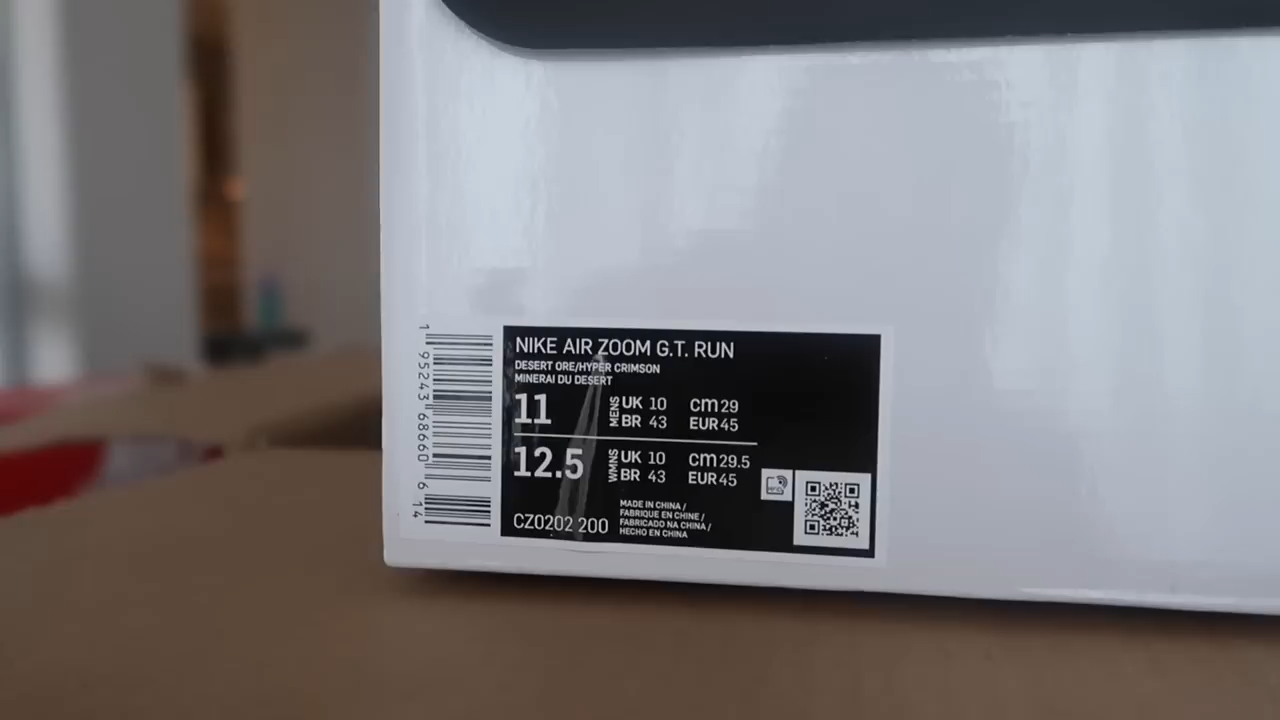 NIKE AIR ZOOM G.T. RUN
DESERT ORE/HYPER CRIMSON
MINERAI DU DESERT
11 MENS UK 10 cm 29
BR 43 EUR 45
12.5 WMNS UK 10 cm 29.5
BR 43 EUR 45
CZ0202 200
MADE IN CHINA /
FABRIQUE EN CHINE /
FABRICADO NA CHINA /
HECHO EN CHINA
1 95243 68660 6 14